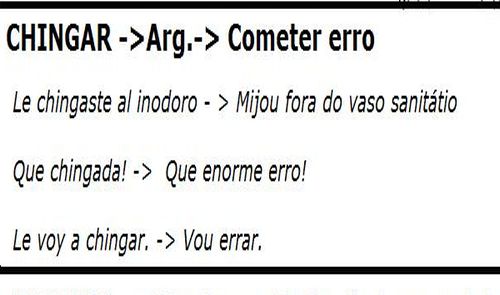 CHINGAR ->Arg.-> Cometer erro
Le chingaste al inodoro - > Mijou fora do vaso sanitátio
Que chingada! -> Que enorme erro!
Le voy a chingar. -> Vou errar.